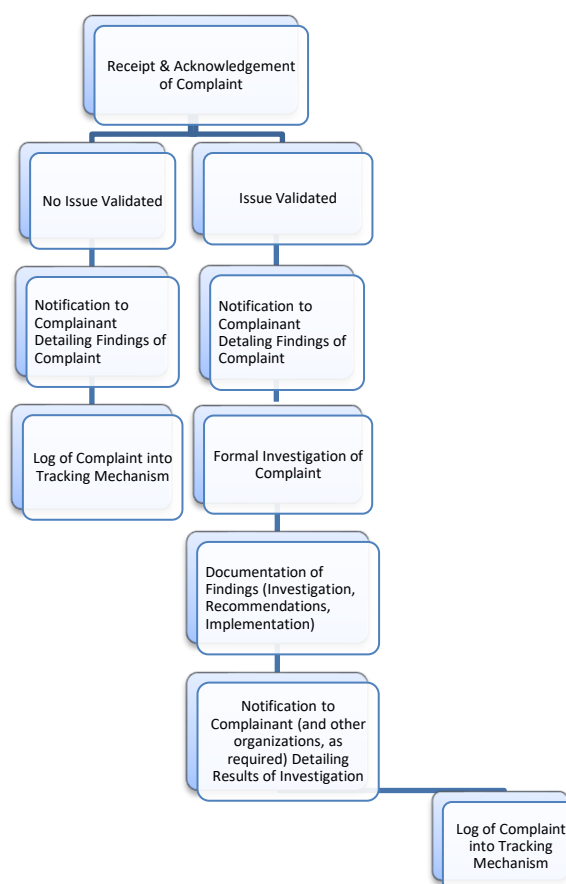 Receipt & Acknowledgement
of Complaint
No Issue Validated
Issue Validated
Notification to
Complainant
Detailing Findings of
Complaint
Notification to
Complainant
Detaling Findings of
Complaint
Log of Complaint into
Tracking Mechanism
Formal Investigation of
Complaint
Documentation of
Findings (Investigation,
Recommendations,
Implementation)
Notification to
Complainant (and other
organizations, as
required) Detailing
Results of Investigation
Log of Complaint
into Tracking
Mechanism